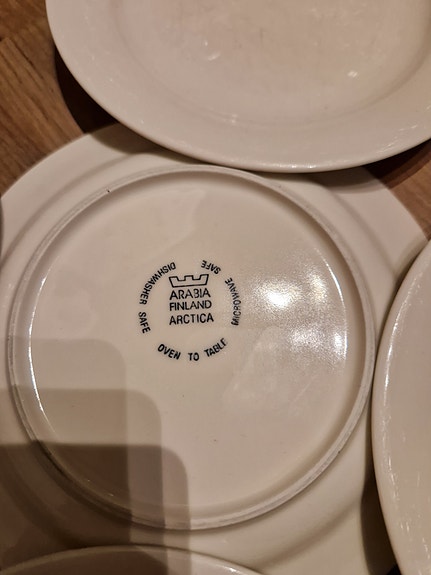 ARABIA
FINLAND
ARCTICA
DISHWASHER SAFE
OVEN TO TABLE
MICROWAVE SAFE